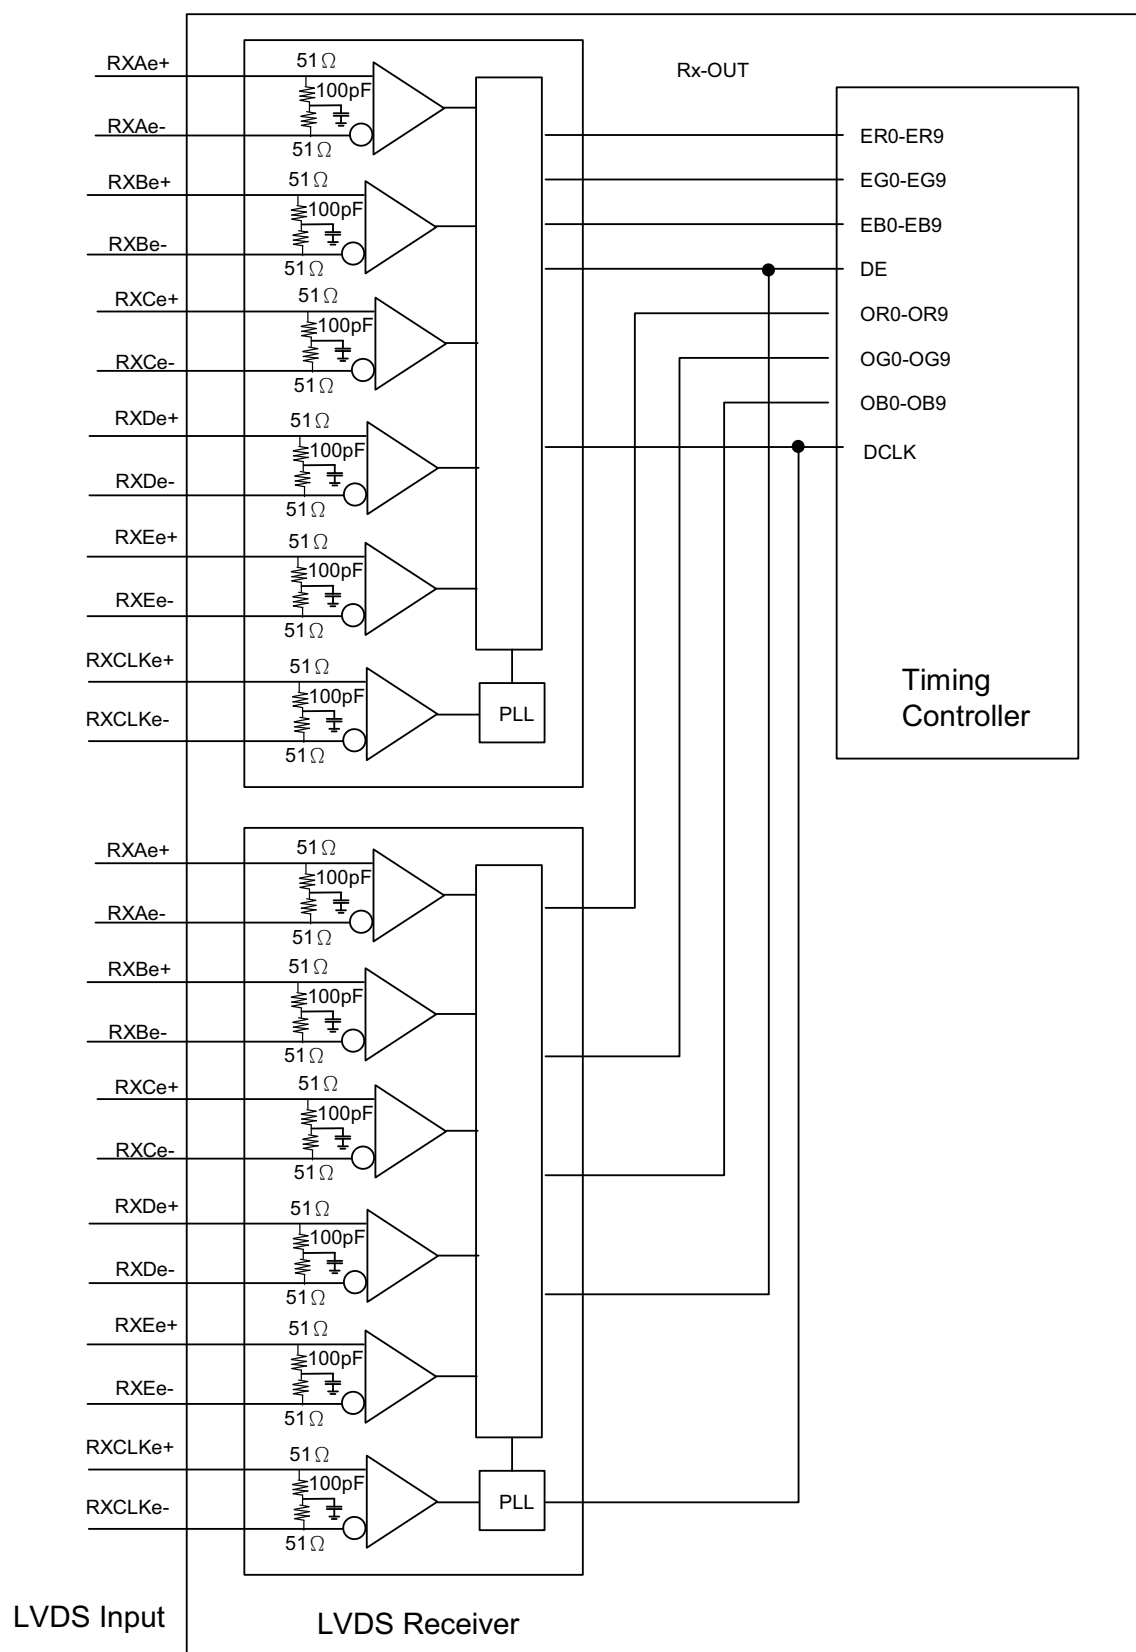 RXAe+
51Ω
100pF
RXAe-
51Ω
RXBe+
51Ω
100pF
RXBe-
51Ω
RXCe+
51Ω
100pF
RXCe-
51Ω
RXDe+
51Ω
100pF
RXDe-
51Ω
RXEe+
51Ω
100pF
RXEe-
51Ω
RXCLKe+
51Ω
100pF
RXCLKe-
51Ω
PLL
Rx-OUT
ER0-ER9
EG0-EG9
EB0-EB9
DE
OR0-OR9
OG0-OG9
OB0-OB9
DCLK
Timing
Controller
RXAe+
51Ω
100pF
RXAe-
51Ω
RXBe+
51Ω
100pF
RXBe-
51Ω
RXCe+
51Ω
100pF
RXCe-
51Ω
RXDe+
51Ω
100pF
RXDe-
51Ω
RXEe+
51Ω
100pF
RXEe-
51Ω
RXCLKe+
51Ω
100pF
RXCLKe-
51Ω
PLL
LVDS Input
LVDS Receiver